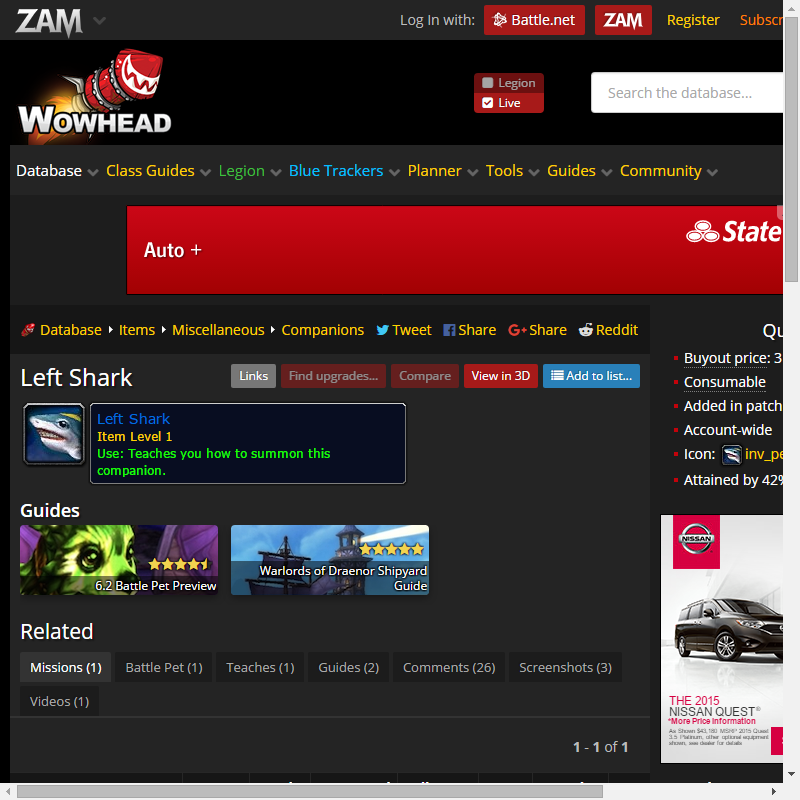 ZAM
Log In with:
Battle.net
ZAM
Register
Subscr
WOWHEAD
Legion
Live
Search the database...
Database
Class Guides
Legion
Blue Trackers
Planner
Tools
Guides
Community
Auto +
State
Database
Items
Miscellaneous
Companions
Tweet
Share
Share
Reddit
Left Shark
Links
Find upgrades...
Compare
View in 3D
Add to list...
Left Shark
Item Level 1
Use: Teaches you how to summon this
companion.
Guides
6.2 Battle Pet Preview
Warlords of Draenor Shipyard
Guide
Related
Missions (1)
Battle Pet (1)
Teaches (1)
Guides (2)
Comments (26)
Screenshots (3)
Videos (1)
1 - 1 of 1
Qu
Buyout price: 3
Consumable
Added in patch
Account-wide
Icon: inv_pe
Attained by 42%
NISSAN
THE 2015
NISSAN QUEST®
*More Price Information
As Shown $43,180 MSRP 2015 Quest
3.5 Platinum, other optional equipment
shown, see dealer for details